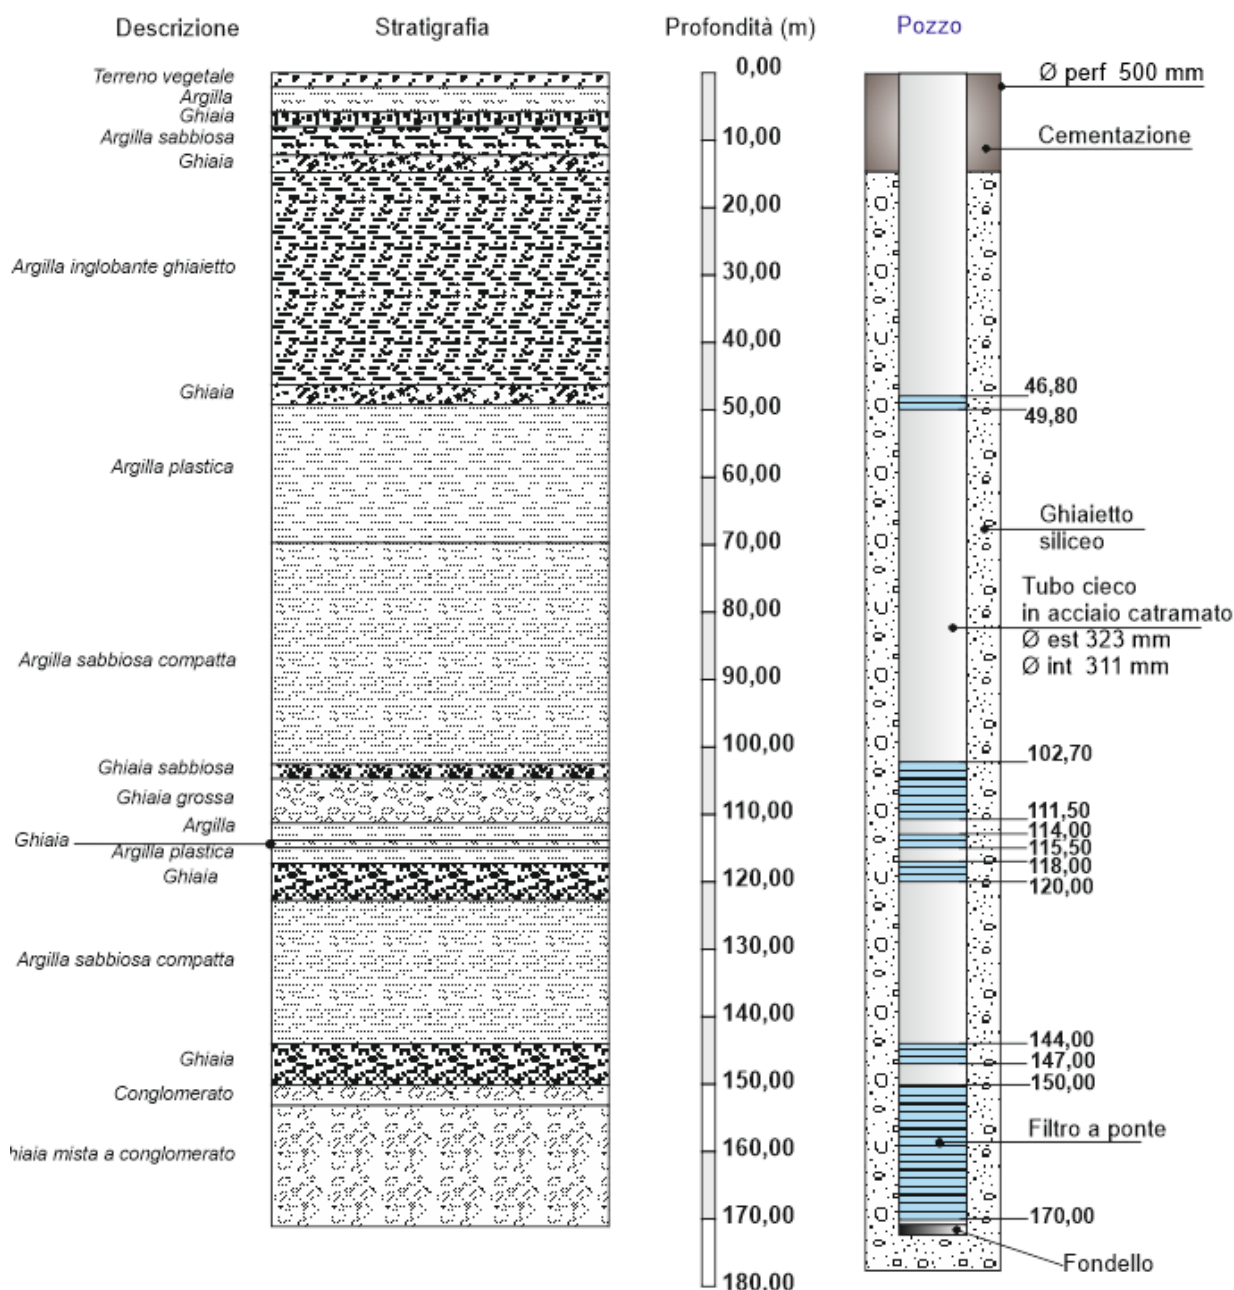 Descrizione
Stratigrafia
Profondità (m)
Pozzo
Terreno vegetale
Argilla
Ghiaia
Argilla sabbiosa
Ghiaia
Argilla inglobante ghiaietto
Ghiaia
Argilla plastica
Argilla sabbiosa compatta
Ghiaia sabbiosa
Ghiaia grossa
Argilla
Ghiaia
Argilla plastica
Ghiaia
Argilla sabbiosa compatta
Ghiaia
Conglomerato
hiaia mista a conglomerato
0,00
10,00
20,00
30,00
40,00
50,00
60,00
70,00
80,00
90,00
100,00
110,00
120,00
130,00
140,00
150,00
160,00
170,00
180,00
Ø perf 500 mm
Cementazione
46,80
49,80
Ghiaietto
siliceo
Tubo cieco
in acciaio catramato
Ø est 323 mm
Ø int 311 mm
102,70
111,50
114,00
115,50
118,00
120,00
144,00
147,00
150,00
Filtro a ponte
170,00
Fondello